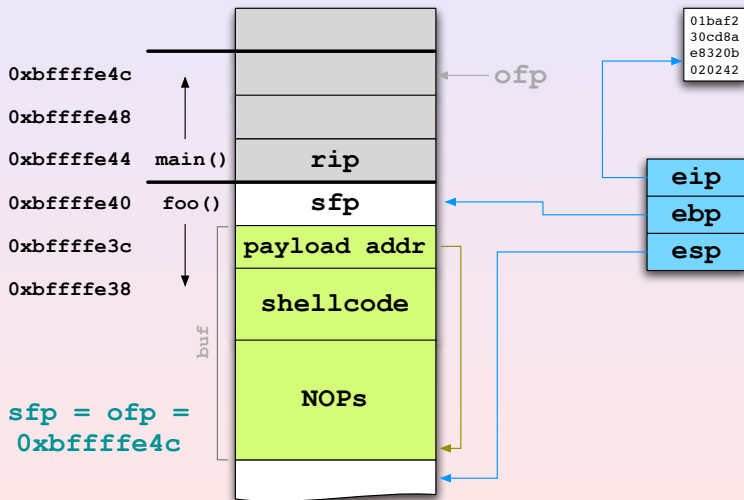 01baf2
30cd8a
e8320b
020242
0xbffffe4c
ofp
0xbffffe48
0xbffffe44 main() rip
eip
0xbffffe40 foo() sfp
ebp
0xbffffe3c payload addr
esp
0xbffffe38
shellcode
buf
NOPs
sfp = ofp =
0xbffffe4c